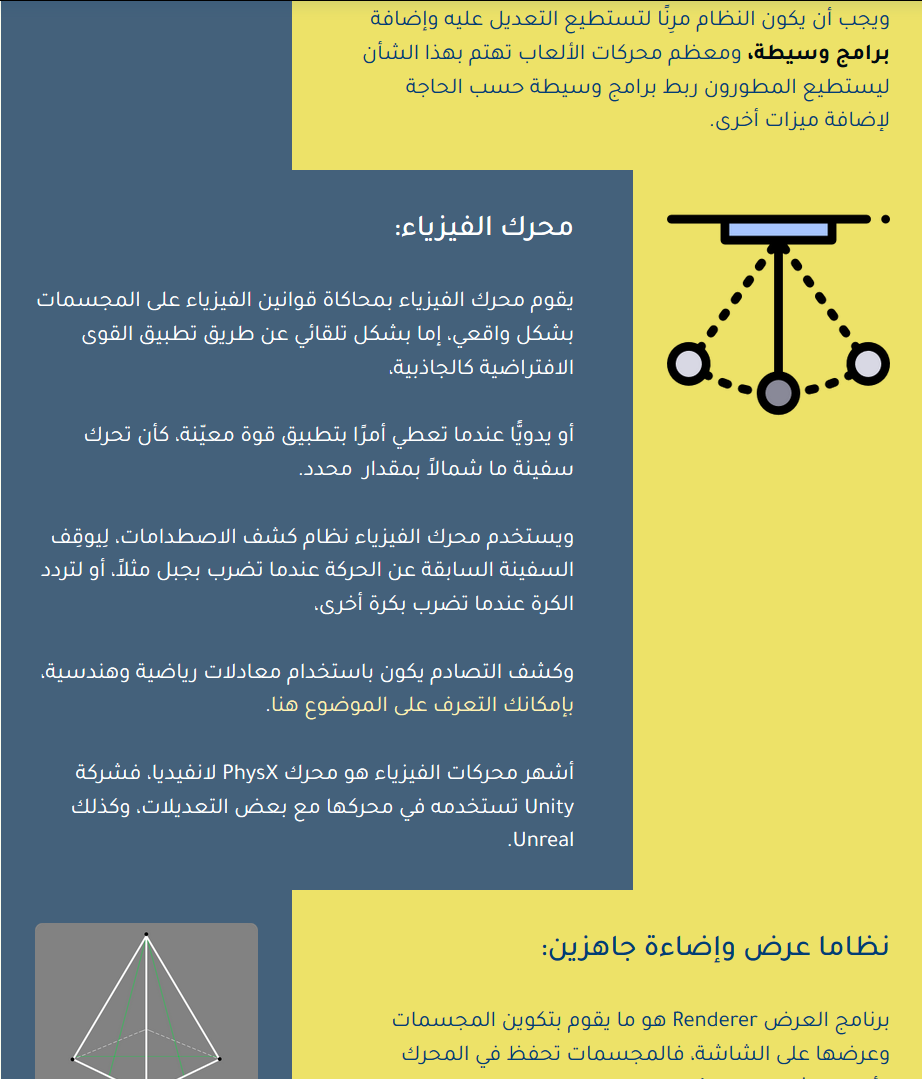 ويجب أن يكون النظام مرِنًا لتستطيع التعديل عليه وإضافة
برامج وسيطة، ومعظم محركات الألعاب تهتم بهذا الشأن
ليستطيع المطورون ربط برامج وسيطة حسب الحاجة
لإضافة ميزات أخرى.
محرك الفيزياء:
يقوم محرك الفيزياء بمحاكاة قوانين الفيزياء على المجسمات
بشكل واقعي، إما بشكل تلقائي عن طريق تطبيق القوى
الافتراضية كالجاذبية،
أو يدويًّا عندما تعطي أمرًا بتطبيق قوة معيّنة، كأن تحرك
سفينة ما شمالاً بمقدار محدد.
ويستخدم محرك الفيزياء نظام كشف الاصطدامات، لِيوقِف
السفينة السابقة عن الحركة عندما تضرب بجبل مثلاً، أو لتردد
الكرة عندما تضرب بكرة أخرى،
وكشف التصادم يكون باستخدام معادلات رياضية وهندسية،
بإمكانك التعرف على الموضوع هنا.
أشهر محركات الفيزياء هو محرك PhysX لانفيديا، فشركة
Unity تستخدمه في محركها مع بعض التعديلات، وكذلك
Unreal.
نظاما عرض وإضاءة جاهزين:
برنامج العرض Renderer هو ما يقوم بتكوين المجسمات
وعرضها على الشاشة، فالمجسمات تحفظ في المحرك